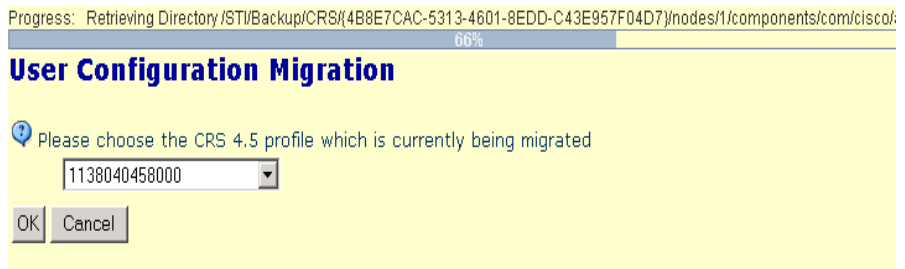 Progress: Retrieving Directory /STI/Backup/CRS/{4B8E7CAC-5313-4601-8EDD-C43E957F04D7}/nodes/1/components/com/cisco/
66%
User Configuration Migration
Please choose the CRS 4.5 profile which is currently being migrated
1138040458000
OK Cancel